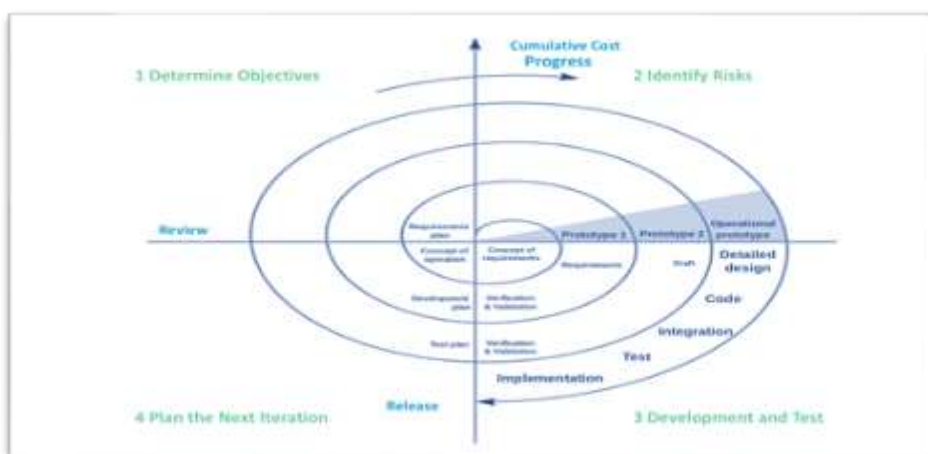 Cumulative Cost
Progress
1 Determine Objectives
2 Identify Risks
Review
Requirements
plan
Concept of
operation
Concept of
requirements
Prototype 1
Prototype 2
Operational
prototype
Requirements
Draft
Detailed
design
Development
plan
Verification
& Validation
Code
Integration
Test plan
Verification
& Validation
Test
Implementation
Release
4 Plan the Next Iteration
3 Development and Test